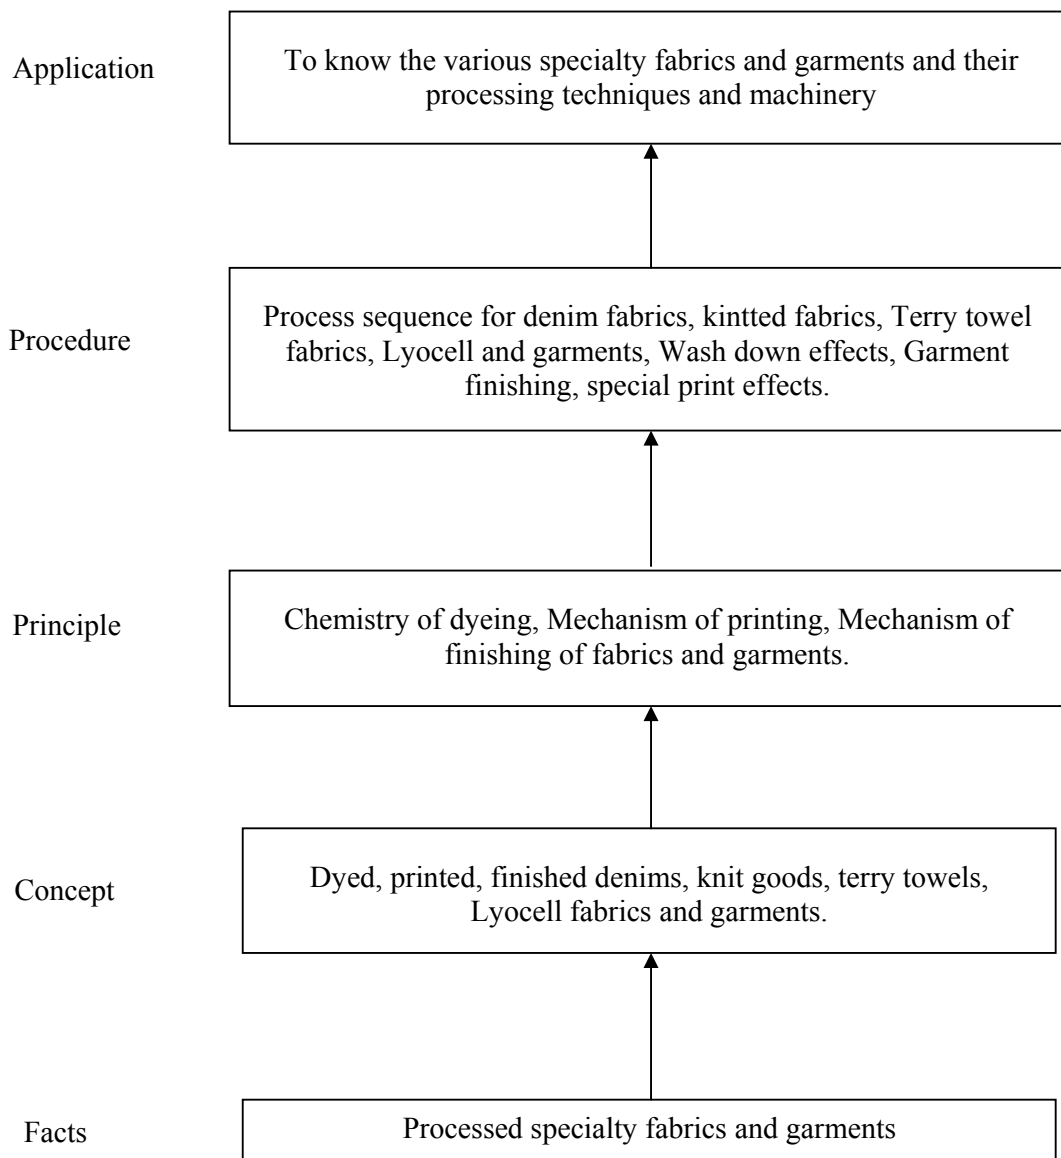 Application
To know the various specialty fabrics and garments and their
processing techniques and machinery
Procedure
Process sequence for denim fabrics, kintted fabrics, Terry towel
fabrics, Lyocell and garments, Wash down effects, Garment
finishing, special print effects.
Principle
Chemistry of dyeing, Mechanism of printing, Mechanism of
finishing of fabrics and garments.
Concept
Dyed, printed, finished denims, knit goods, terry towels,
Lyocell fabrics and garments.
Facts
Processed specialty fabrics and garments